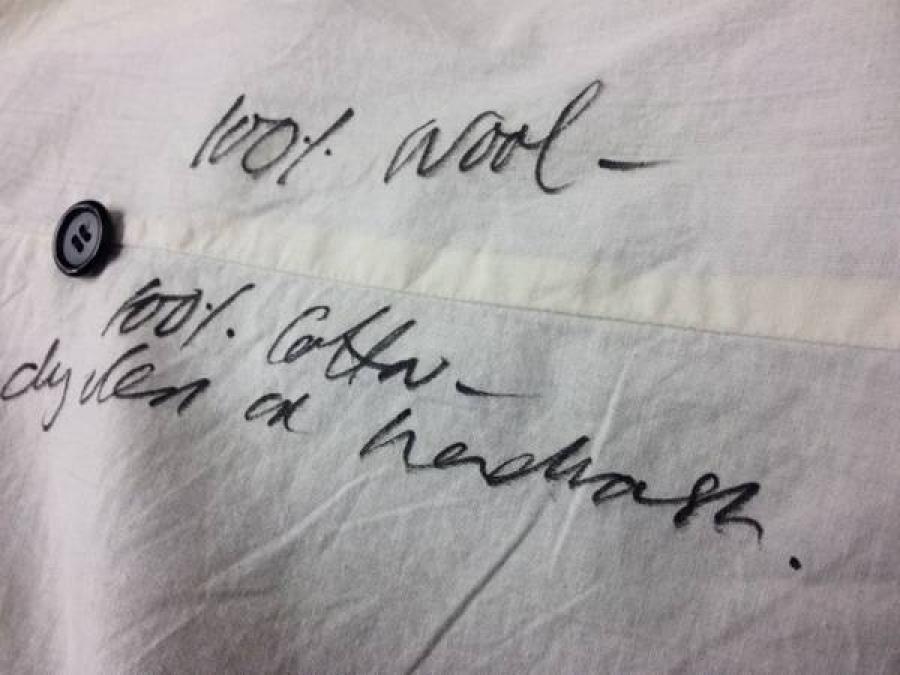 100% wool -
100% Cotton -
dryclean or handwash.